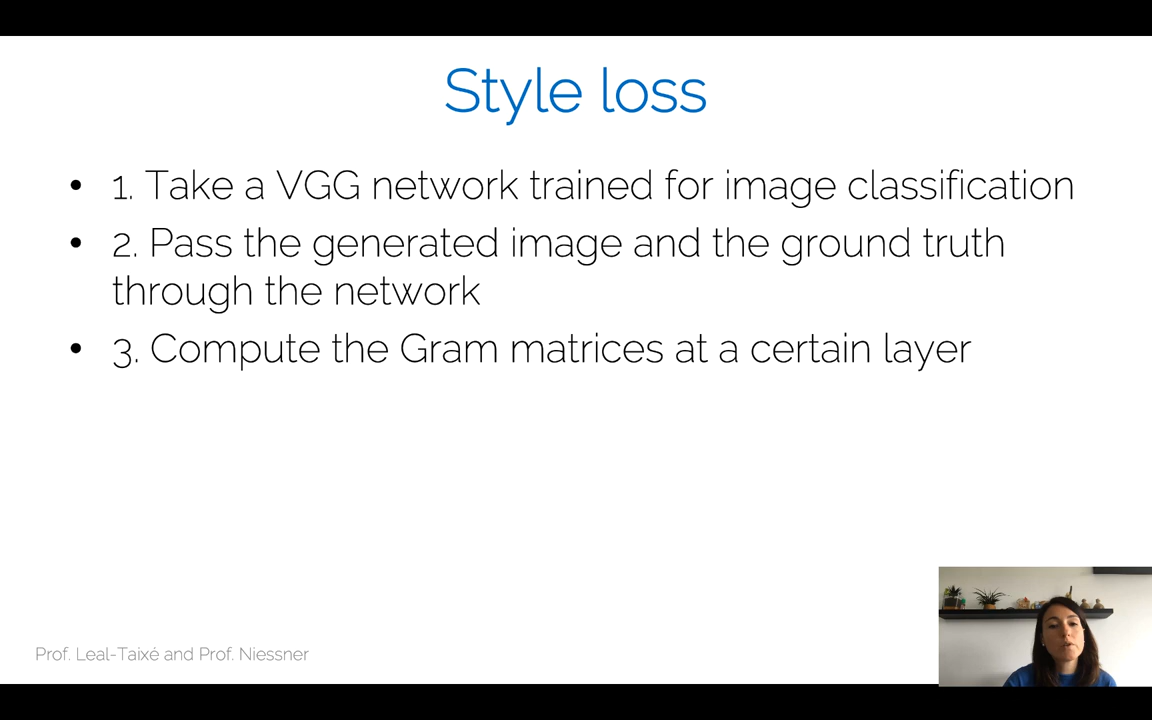 Style loss
• 1. Take a VGG network trained for image classification
• 2. Pass the generated image and the ground truth
through the network
• 3. Compute the Gram matrices at a certain layer
Prof. Leal-Taixé and Prof. Niessner